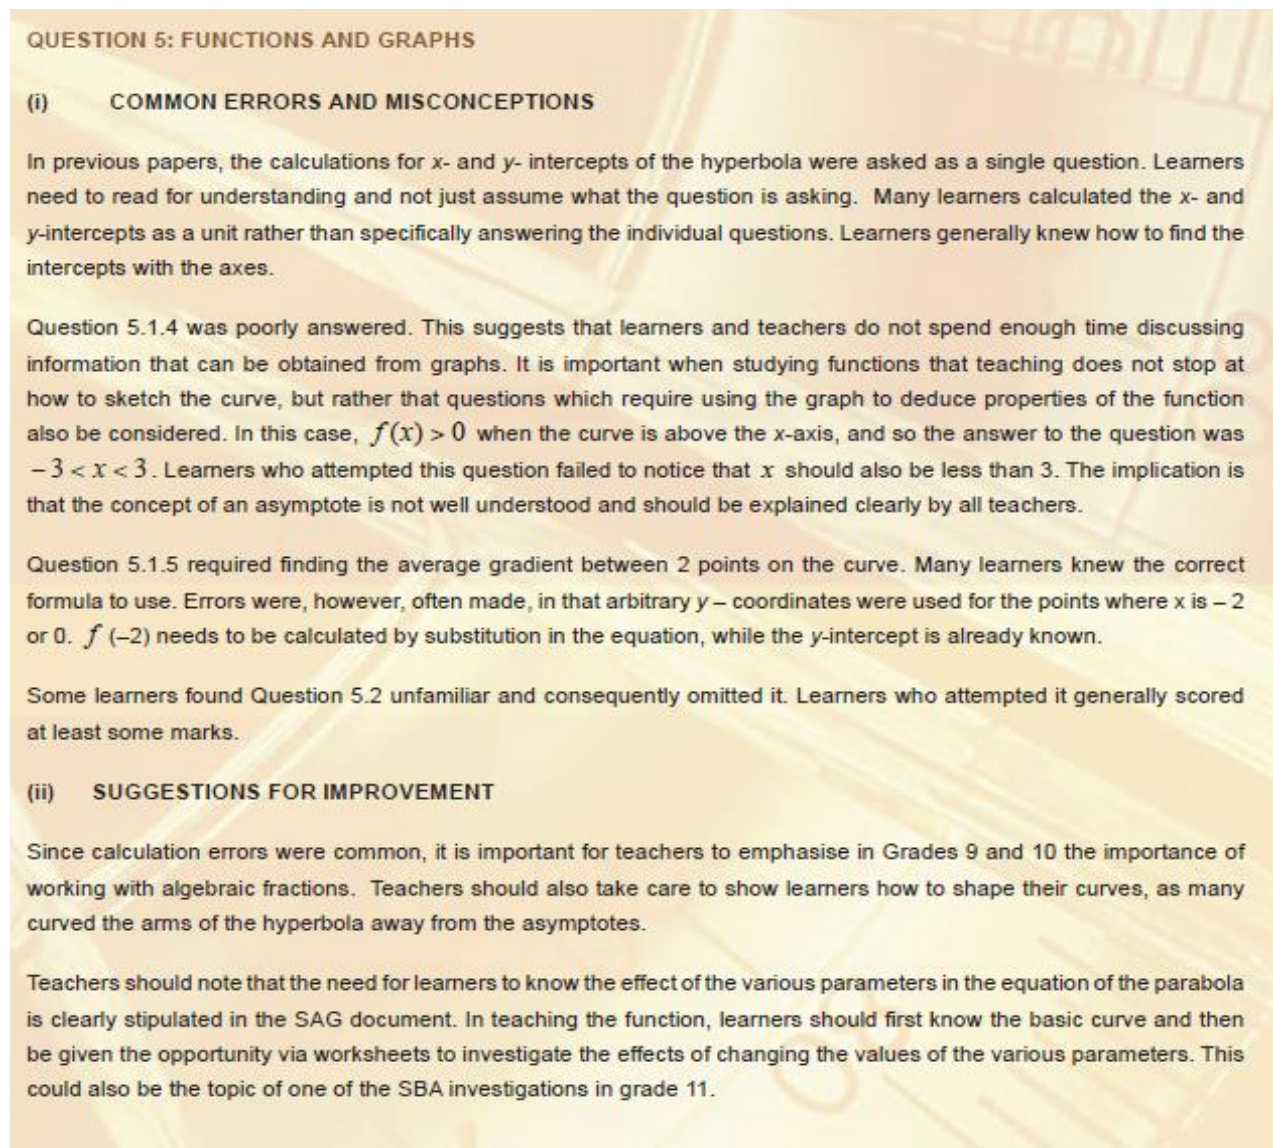 QUESTION 5: FUNCTIONS AND GRAPHS
(i) COMMON ERRORS AND MISCONCEPTIONS
In previous papers, the calculations for x- and y- intercepts of the hyperbola were asked as a single question. Learners
need to read for understanding and not just assume what the question is asking. Many learners calculated the x- and
y-intercepts as a unit rather than specifically answering the individual questions. Learners generally knew how to find the
intercepts with the axes.
Question 5.1.4 was poorly answered. This suggests that learners and teachers do not spend enough time discussing
information that can be obtained from graphs. It is important when studying functions that teaching does not stop at
how to sketch the curve, but rather that questions which require using the graph to deduce properties of the function
also be considered. In this case, f(x) > 0 when the curve is above the x-axis, and so the answer to the question was
– 3 < x < 3. Learners who attempted this question failed to notice that x should also be less than 3. The implication is
that the concept of an asymptote is not well understood and should be explained clearly by all teachers.
Question 5.1.5 required finding the average gradient between 2 points on the curve. Many learners knew the correct
formula to use. Errors were, however, often made, in that arbitrary y – coordinates were used for the points where x is – 2
or 0. f (–2) needs to be calculated by substitution in the equation, while the y-intercept is already known.
Some learners found Question 5.2 unfamiliar and consequently omitted it. Learners who attempted it generally scored
at least some marks.
(ii) SUGGESTIONS FOR IMPROVEMENT
Since calculation errors were common, it is important for teachers to emphasise in Grades 9 and 10 the importance of
working with algebraic fractions. Teachers should also take care to show learners how to shape their curves, as many
curved the arms of the hyperbola away from the asymptotes.
Teachers should note that the need for learners to know the effect of the various parameters in the equation of the parabola
is clearly stipulated in the SAG document. In teaching the function, learners should first know the basic curve and then
be given the opportunity via worksheets to investigate the effects of changing the values of the various parameters. This
could also be the topic of one of the SBA investigations in grade 11.